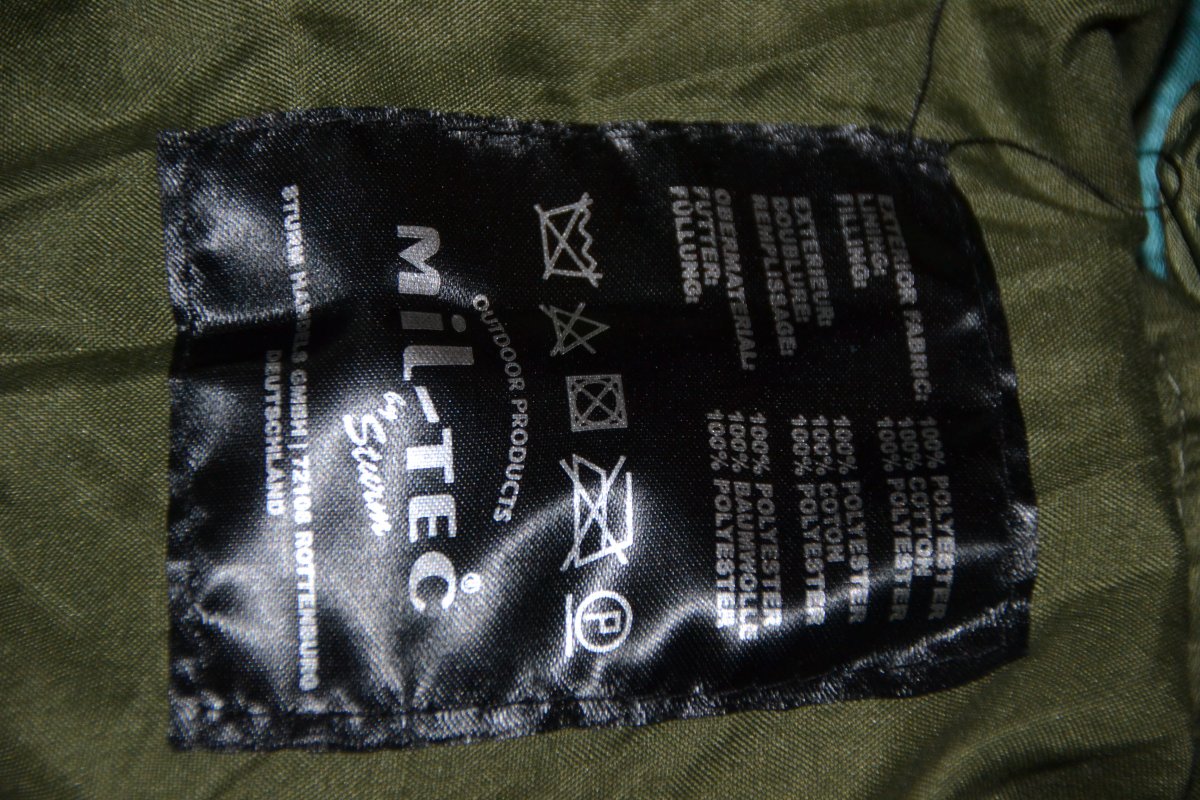 EXTERIOR FABRIC: 100% POLYESTER
LINING: 100% COTTON
FILLING: 100% POLYESTER
EXTERIEUR: 100% POLYESTER
DOUBLURE: 100% COTON
REMPLISSAGE: 100% POLYESTER
OBERMATERIAL: 100% POLYESTER
FUTTER: 100% BAUMWOLLE
FÜLLUNG: 100% POLYESTER
P
OUTDOOR PRODUCTS
MiL-TEC®
by Sturm
STURM HANDELS GMBH | 72108 ROTTENBURG
DEUTSCHLAND